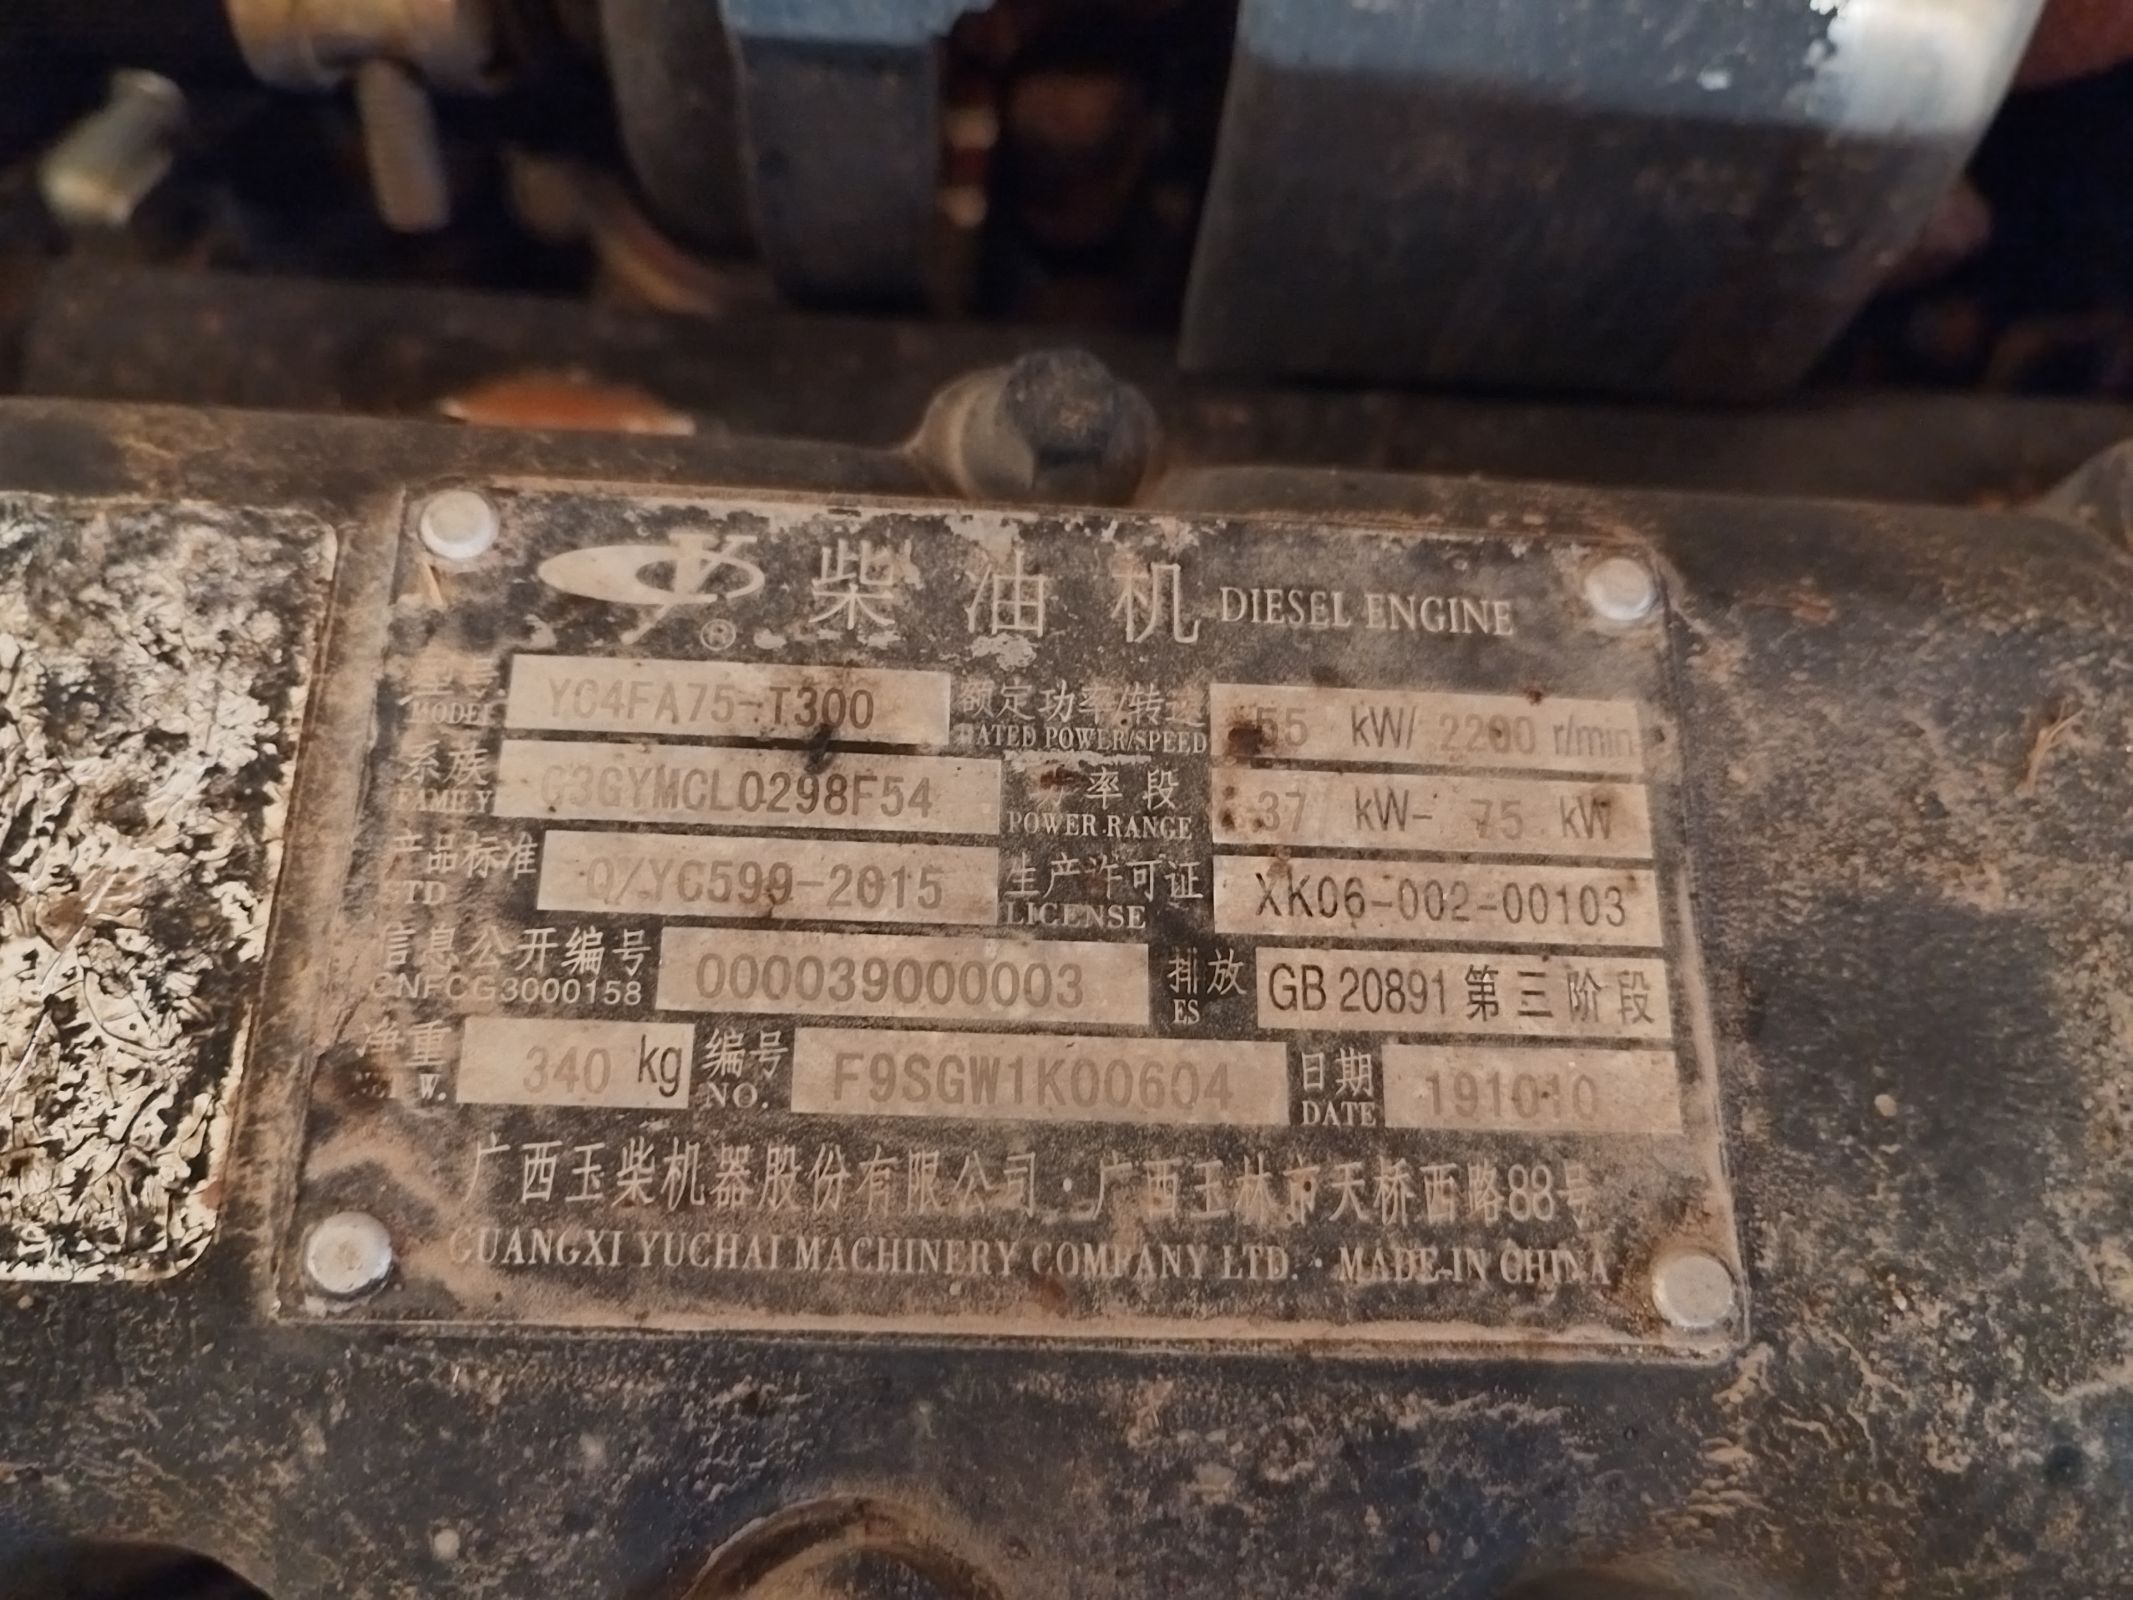 柴油机 DIESEL ENGINE
型号 MODEL YC4FA75-T300 额定功率/转速 RATED POWER/SPEED 55 kW/ 2200 r/min
系族 FAMILY G3GYMCL0298F54 功率段 POWER RANGE 37 kW- 75 kW
产品标准 STD Q/YC599-2015 生产许可证 LICENSE XK06-002-00103
信息公开编号 CNFCG3000158 000039000003 排放 ES GB 20891 第三阶段
净重 W. 340 kg 编号 NO. F9SGW1K00604 日期 DATE 191010
广西玉柴机器股份有限公司·广西玉林市天桥西路88号
GUANGXI YUCHAI MACHINERY COMPANY LTD.·MADE IN CHINA